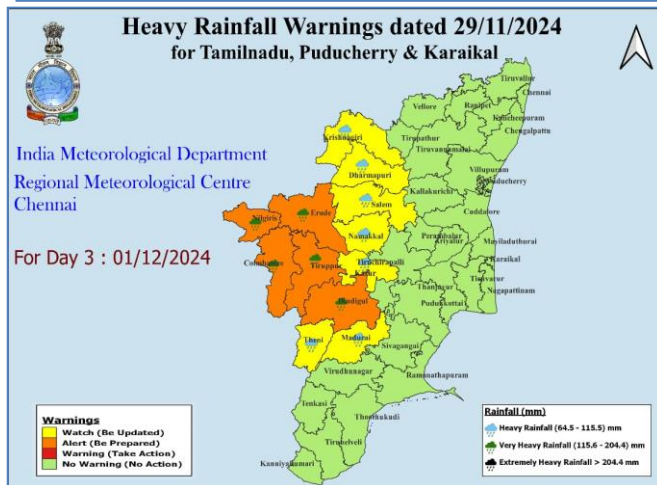 Heavy Rainfall Warnings dated 29/11/2024
for Tamilnadu, Puducherry & Karaikal
India Meteorological Department
Regional Meteorological Centre
Chennai
For Day 3 : 01/12/2024
Tiruvallur
Chennai
Vellore
Ranipet
Kancheepuram
Chengalpattu
Krishnagiri
Tirupathur
Tiruvannamalai
Dharmapuri
Villupuram
Puducherry
Kallakurichi
Salem
Cuddalore
Nilgiris
Erode
Namakkal
Perambalur
Ariyalur
Mayiladuthurai
Karaikal
Coimbatore
Tiruppur
Tiruchirapalli
Karur
Thanjavur
Tiruvarur
Nagapattinam
Dindigul
Pudukkottai
Theni
Madurai
Sivagangai
Virudhunagar
Ramanathapuram
Tenkasi
Thoothukudi
Tirunelveli
Kanniyakumari
Warnings
Watch (Be Updated)
Alert (Be Prepared)
Warning (Take Action)
No Warning (No Action)
Rainfall (mm)
Heavy Rainfall (64.5 - 115.5) mm
Very Heavy Rainfall (115.6 - 204.4) mm
Extremely Heavy Rainfall > 204.4 mm